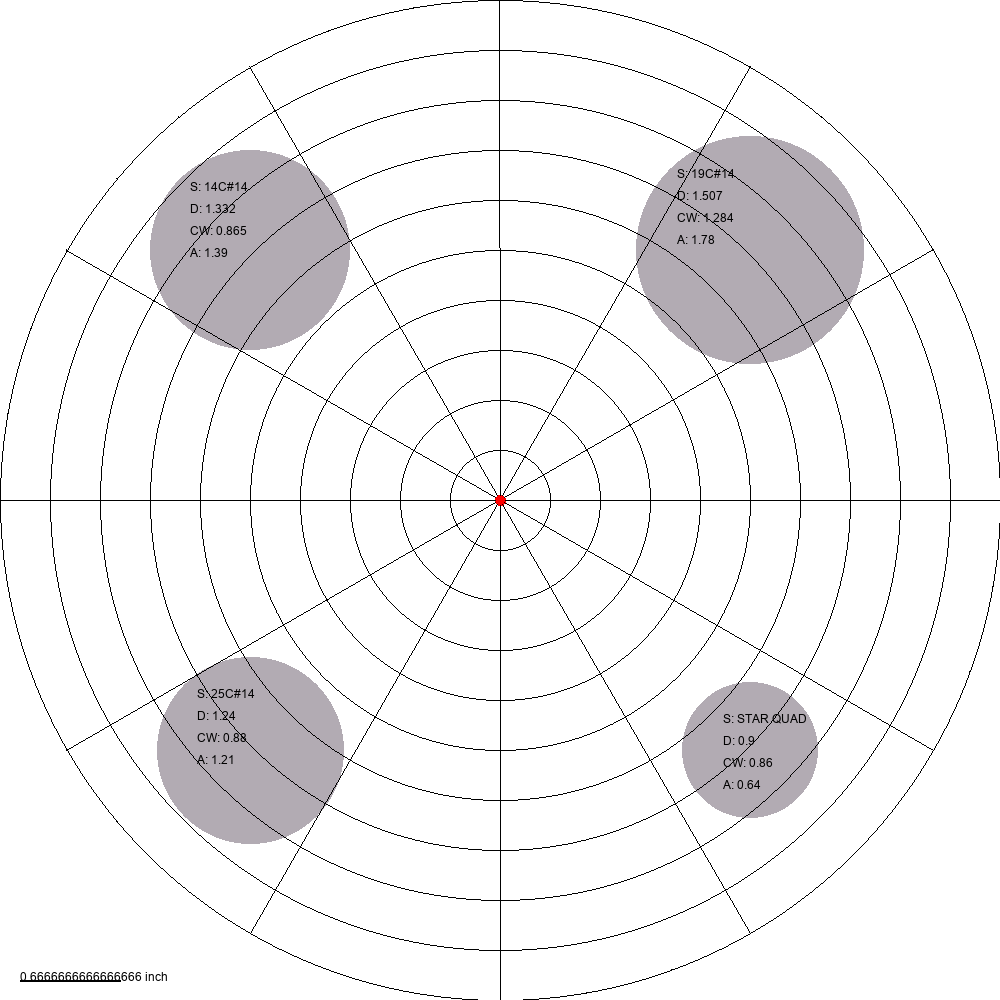 S: 14C#14
D: 1.332
CW: 0.865
A: 1.39
S: 19C#14
D: 1.507
CW: 1.284
A: 1.78
S: 25C#14
D: 1.24
CW: 0.88
A: 1.21
S: STAR QUAD
D: 0.9
CW: 0.86
A: 0.64
0.6666666666666666 inch